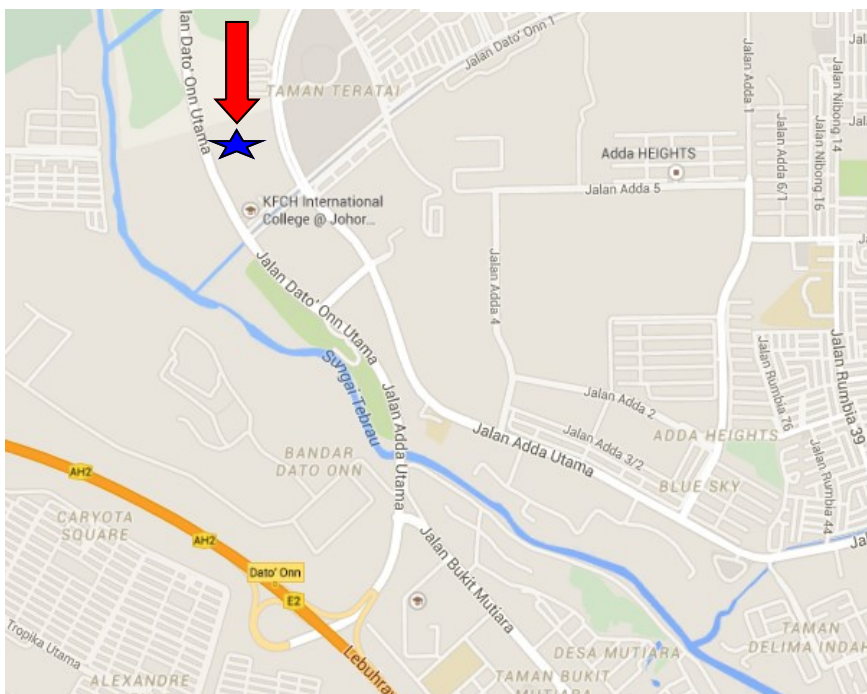 Jalan Dato' Onn Utama
Jalan Dato' Onn 1
Jalan Adda 1
Jalan Nibong 14
TAMAN TERATAI
Adda HEIGHTS
Jalan Adda 5
Jalan Adda 6/1
Jalan Nibong 16
KFCH International
College @ Johor...
Jalan Dato' Onn Utama
Jalan Adda 4
Sungai Tebrau
Jalan Adda Utama
Jalan Adda 2
Jalan Rumbia 76
Jalan Rumbia 39
Jalan Adda Utama
Jalan Adda 3/2
ADDA HEIGHTS
BANDAR
DATO ONN
AH2
BLUE SKY
Jalan Rumbia 44
CARYOTA
SQUARE
AH2
Jalan Bukit Mutiara
Dato' Onn
E2
Tropika Utama
Lebuhray
ALEXANDRE
DESA MUTIARA
TAMAN
DELIMA INDAH
TAMAN BUKIT
MUTIARA